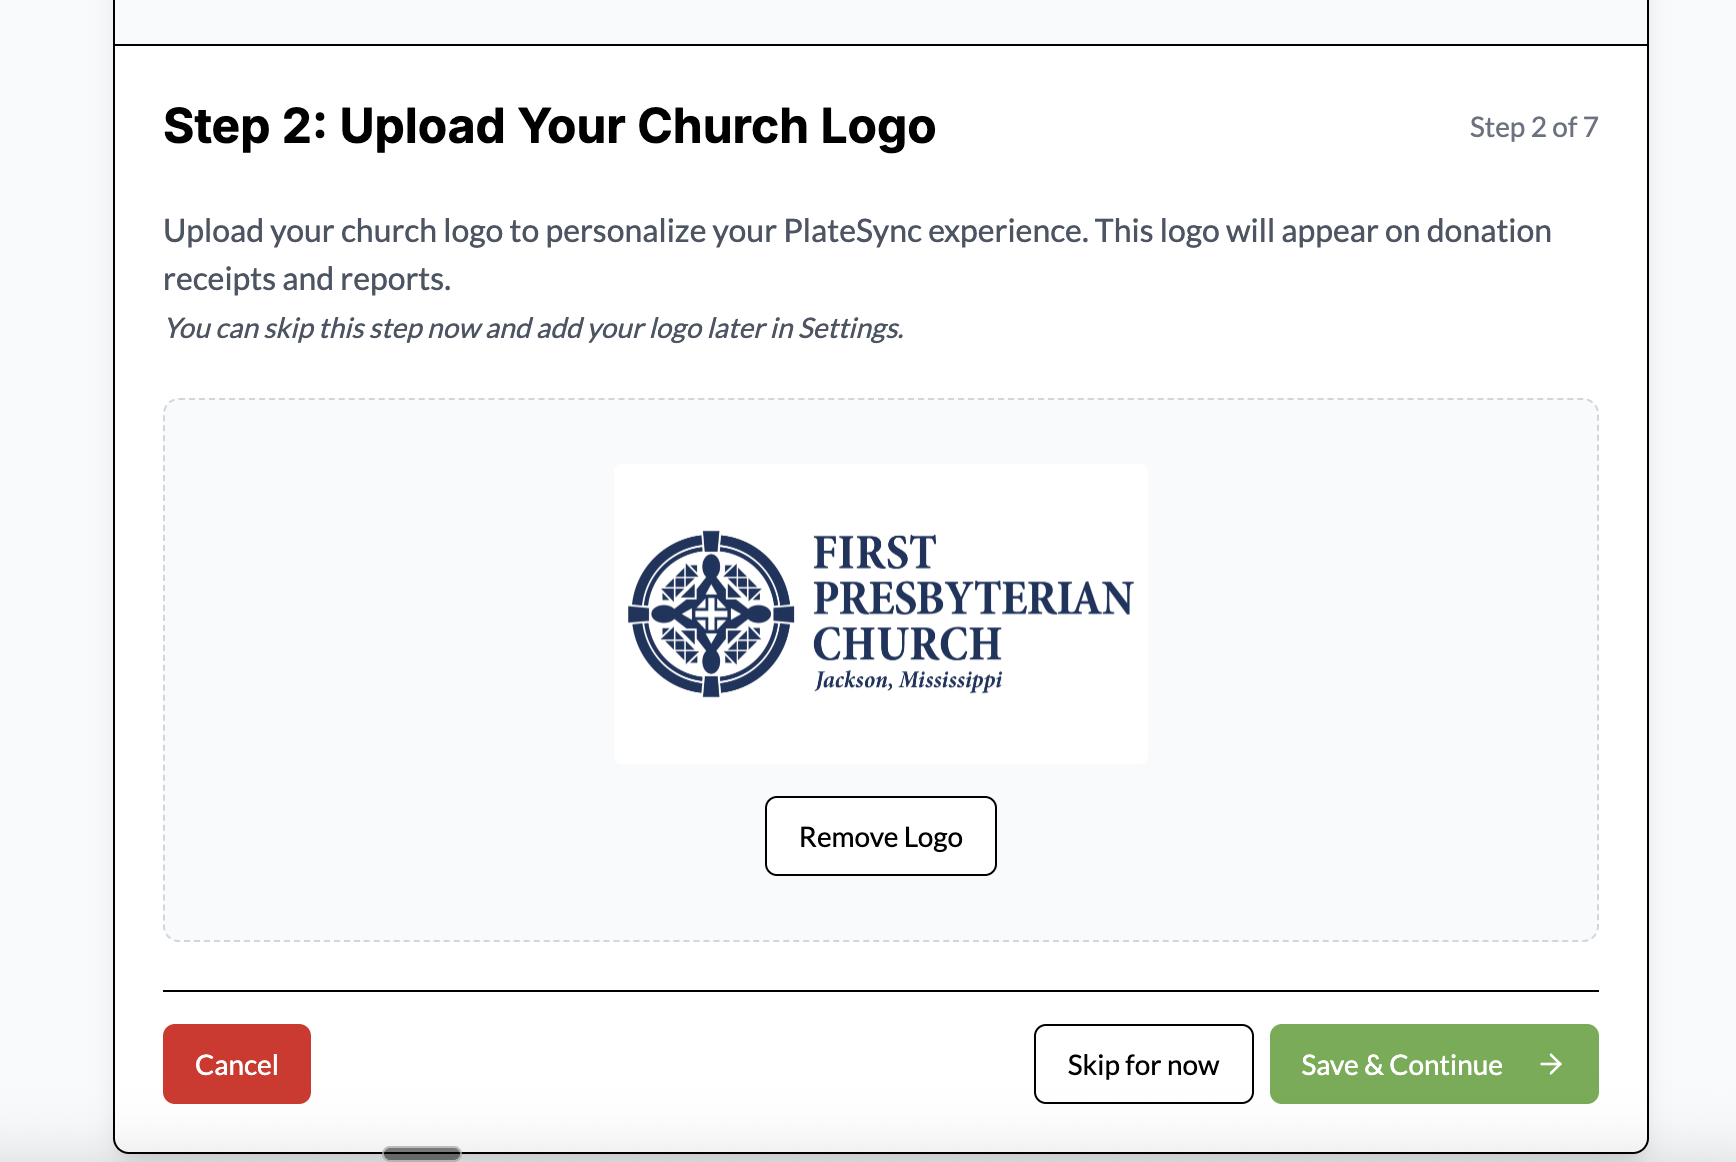 Step 2: Upload Your Church Logo
Step 2 of 7
Upload your church logo to personalize your PlateSync experience. This logo will appear on donation
receipts and reports.
You can skip this step now and add your logo later in Settings.
FIRST
PRESBYTERIAN
CHURCH
Jackson, Mississippi
Remove Logo
Cancel
Skip for now
Save & Continue →